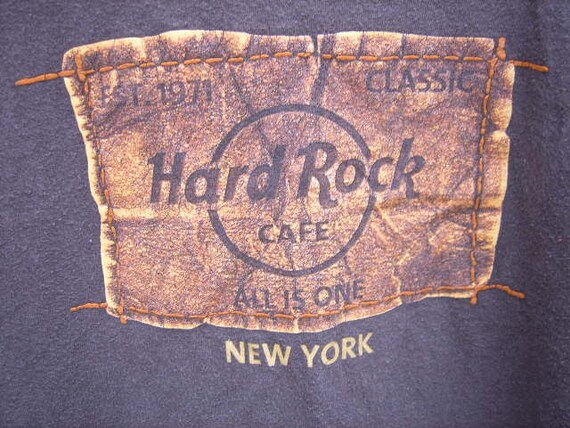 EST. 1971 CLASSIC
Hard Rock
CAFE
ALL IS ONE
NEW YORK